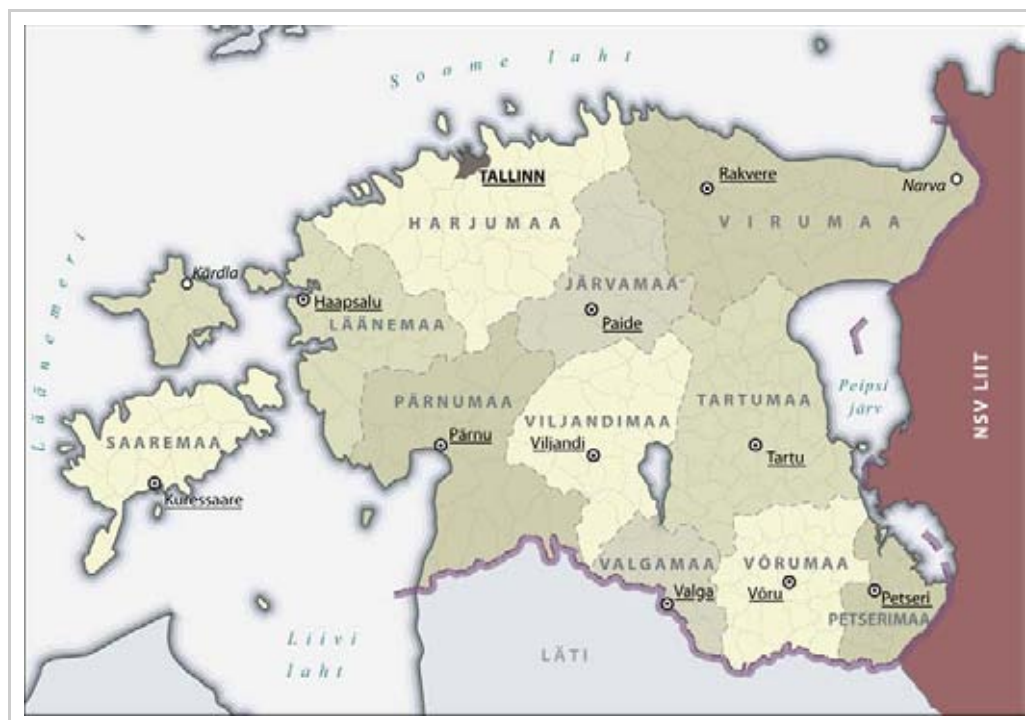 Soome laht
TALLINN
HARJUMAA
Rakvere
VIRUMAA
Narva
Läänemeri
Kärdla
Haapsalu
LÄÄNEMAA
JÄRVAMAA
Paide
Peipsi
järv
NSV LIIT
PÄRNUMAA
Pärnu
VILJANDIMAA
Viljandi
TARTUMAA
Tartu
SAAREMAA
Kuressaare
VALGAMAA
Valga
VÕRUMAA
Võru
Petseri
PETSERIMAA
Liivi
laht
LÄTI